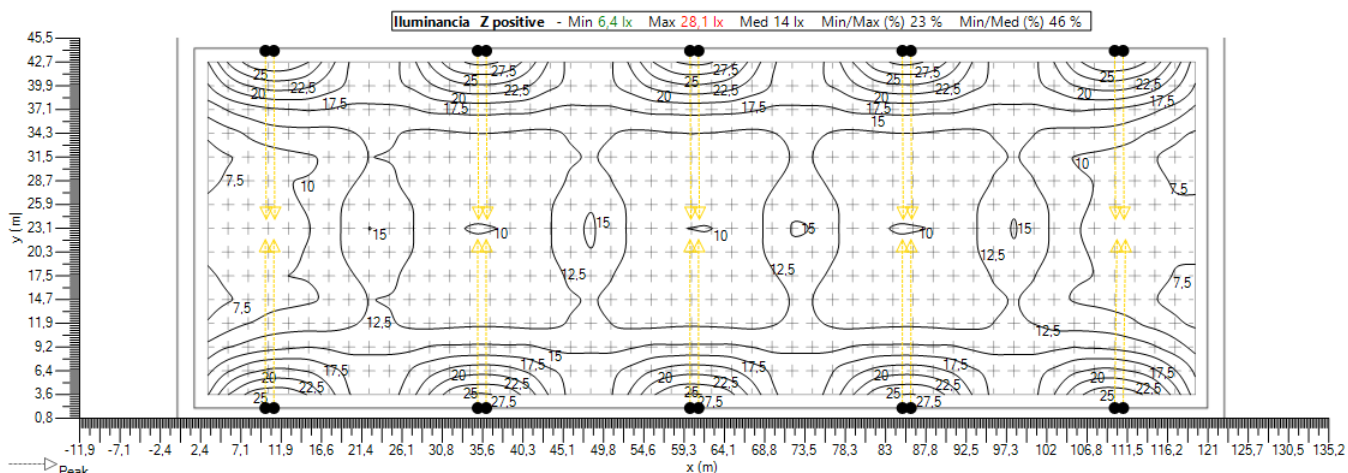 Iluminancia Z positive - Min 6,4 lx Max 28,1 lx Med 14 lx Min/Max (%) 23 % Min/Med (%) 46 %
45,5
42,7
39,9
37,1
34,3
31,5
28,7
25,9
23,1
20,3
17,5
14,7
11,9
9,2
6,4
3,6
0,8
y (m)
27,5 27,5 27,5
25 22,5 25 22,5 25 22,5 25 22,5 25 22,5
20 17,5 20 17,5 20 17,5 20 17,5 20 17,5
15
7,5 10 10 7,5
15 10 15 10 15 10 15
12,5 12,5 12,5
7,5 7,5
12,5 12,5
17,5 17,5 15 17,5 17,5 17,5
20 22,5 20 22,5 20 22,5 20 22,5 20 22,5
25 25 27,5 25 27,5 25 27,5 25
-11,9 -7,1 -2,4 2,4 7,1 11,9 16,6 21,4 26,1 30,8 35,6 40,3 45,1 49,8 54,6 59,3 64,1 68,8 73,5 78,3 83 87,8 92,5 97,3 102 106,8 111,5 116,2 121 125,7 130,5 135,2
x (m)
Peak